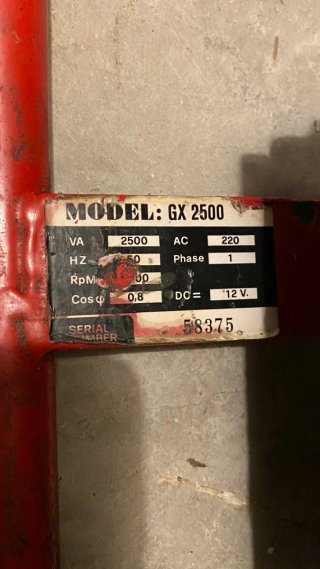 MODEL: GX 2500
VA 2500 AC 220
HZ 50 Phase 1
RpM
Cosφ 0,8 DC= 12 V.
SERIAL NUMBER 58375